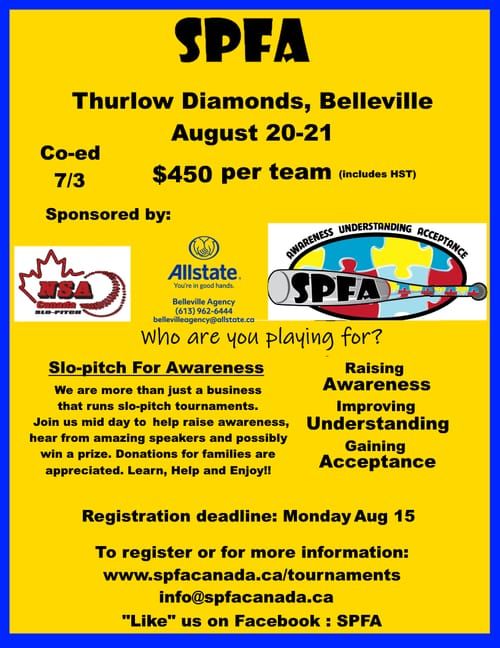 SPFA
Thurlow Diamonds, Belleville
August 20-21
Co-ed
7/3
$450 per team (includes HST)
Sponsored by:
NSA
Canada
SLO-PITCH
Allstate.
You're in good hands.
Belleville Agency
(613) 962-6444
bellevilleagency@allstate.ca
AWARENESS UNDERSTANDING ACCEPTANCE
SPFA
Who are you playing for?
Slo-pitch For Awareness
We are more than just a business
that runs slo-pitch tournaments.
Join us mid day to help raise awareness,
hear from amazing speakers and possibly
win a prize. Donations for families are
appreciated. Learn, Help and Enjoy!!
Raising
Awareness
Improving
Understanding
Gaining
Acceptance
Registration deadline: Monday Aug 15
To register or for more information:
www.spfacanada.ca/tournaments
info@spfacanada.ca
"Like" us on Facebook : SPFA